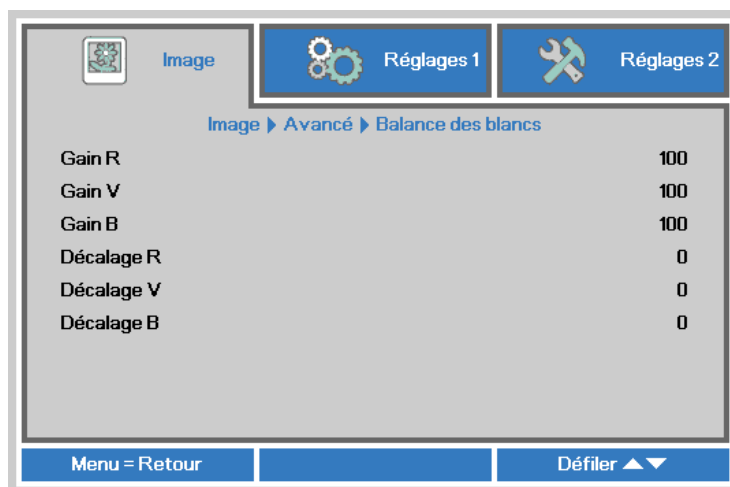 Image
Réglages 1
Réglages 2
Image ▶ Avancé ▶ Balance des blancs
Gain R 100
Gain V 100
Gain B 100
Décalage R 0
Décalage V 0
Décalage B 0
Menu = Retour
Défiler ▲▼